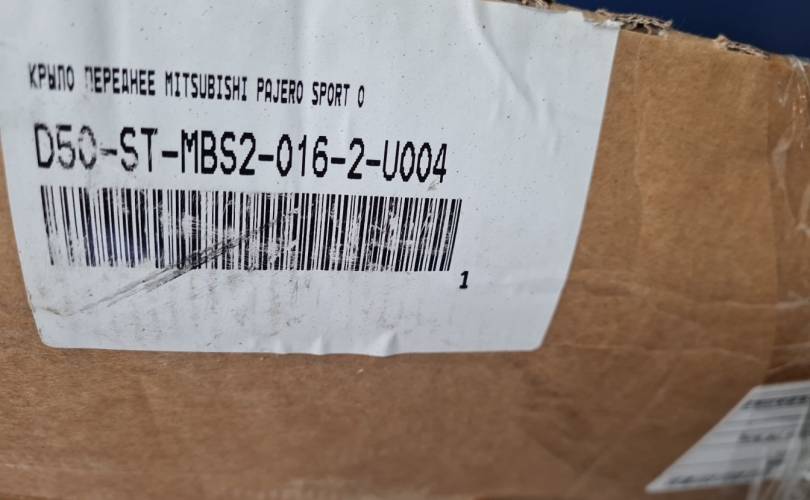 КРЫЛО ПЕРЕДНЕЕ MITSUBISHI PAJERO SPORT 0
D50-ST-MBS2-016-2-U004
1